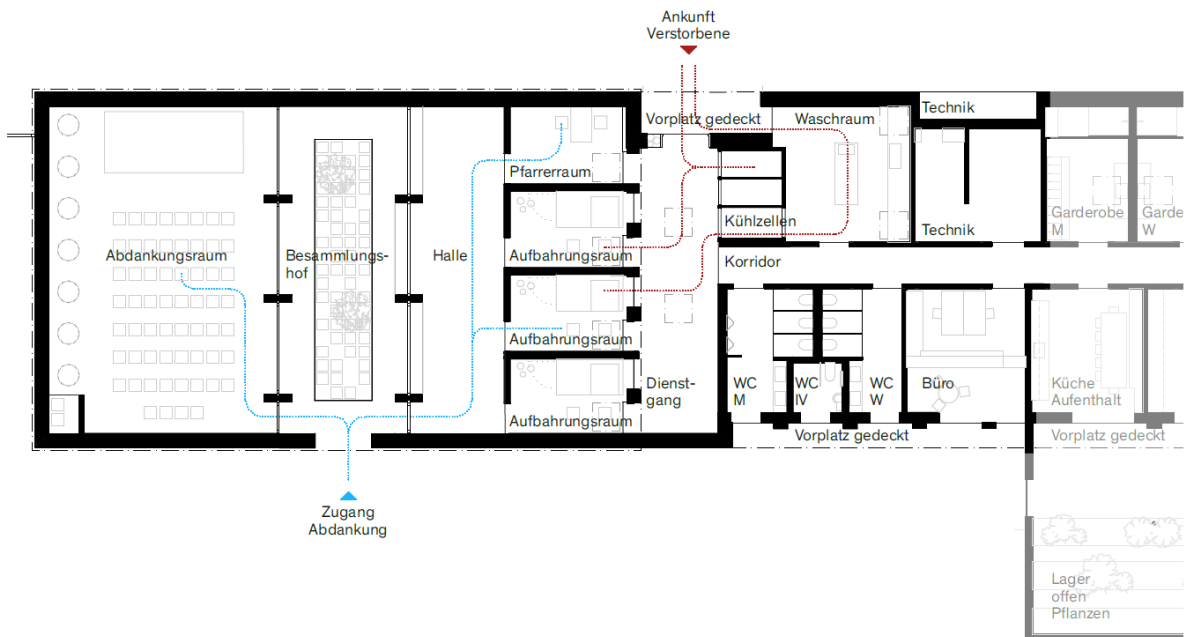 Ankunft
Verstorbene
Technik
Vorplatz gedeckt
Waschraum
Pfarrerraum
Kühlzellen
Technik
Garderobe
M
Garde
W
Abdankungsraum
Besammlungs-
hof
Halle
Aufbahrungsraum
Korridor
Aufbahrungsraum
Dienst-
gang
WC
M
WC
IV
WC
W
Büro
Küche
Aufenthalt
Aufbahrungsraum
Vorplatz gedeckt
Vorplatz gedeckt
Zugang
Abdankung
Lager
offen
Pflanzen